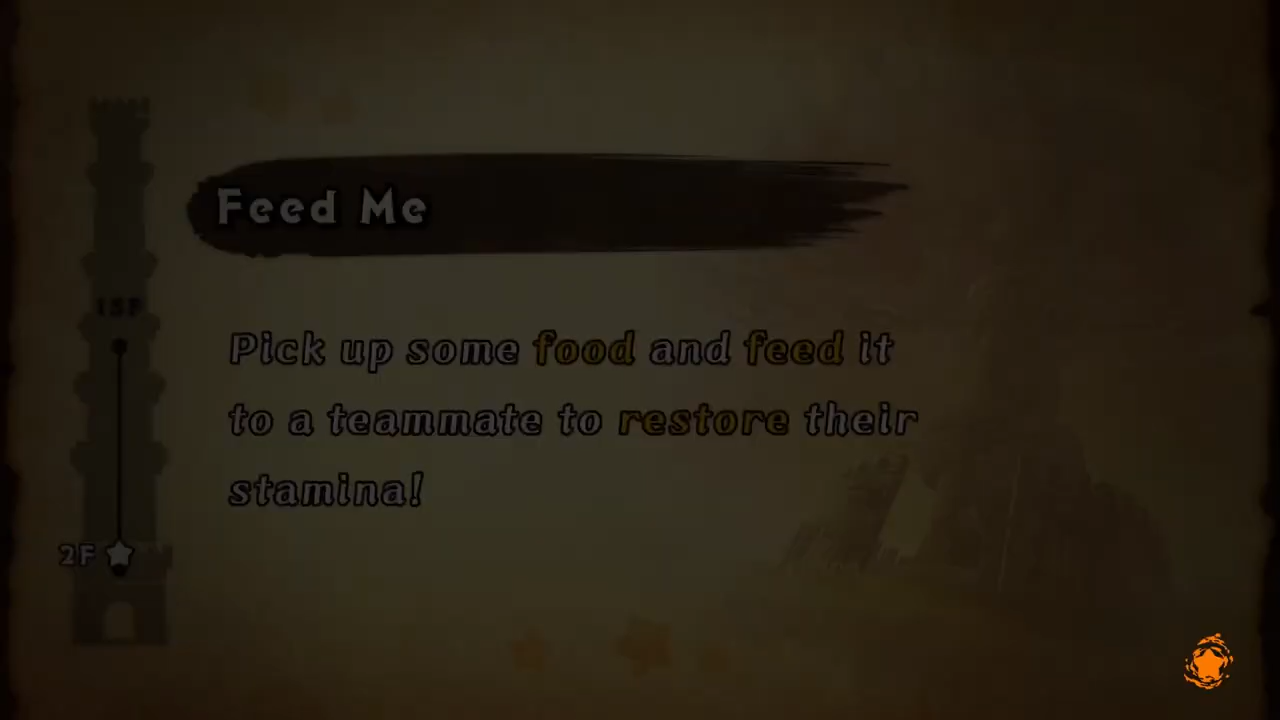 Feed Me
15F
Pick up some food and feed it
to a teammate to restore their
stamina!
2F